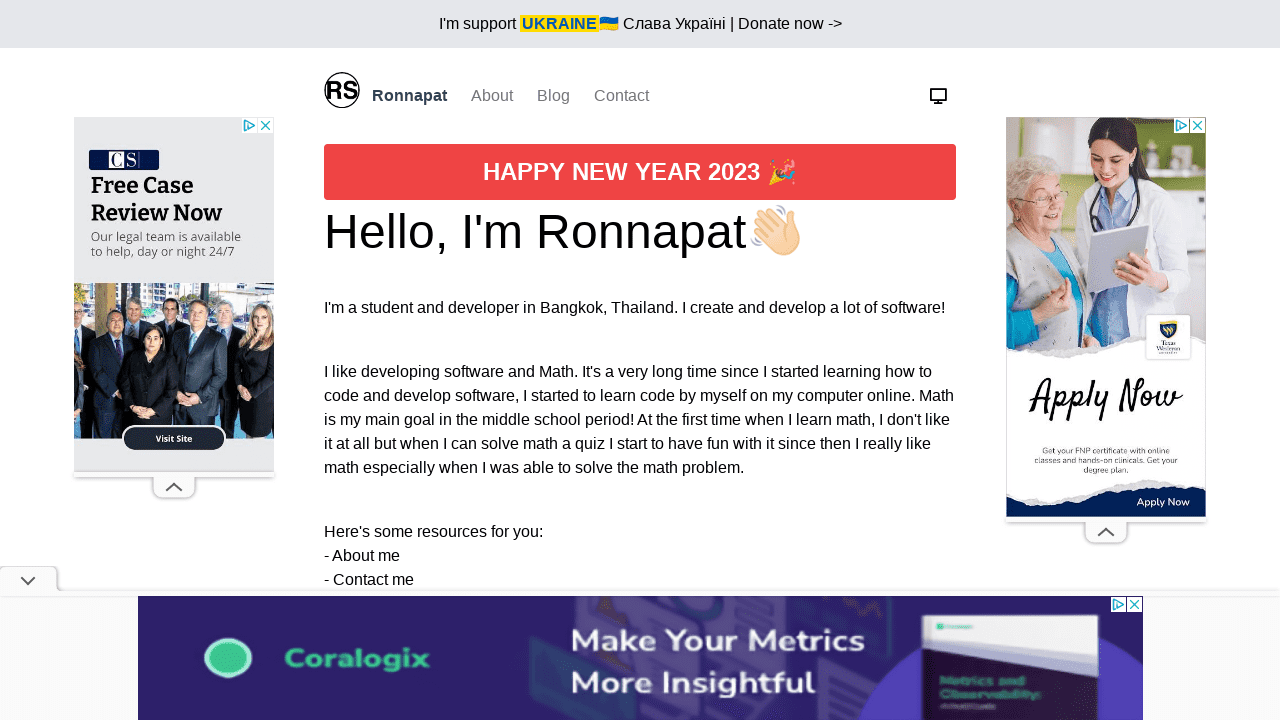 I'm support UKRAINE🇺🇦 Слава Україні | Donate now ->
RS Ronnapat About Blog Contact
HAPPY NEW YEAR 2023 🎉
Hello, I'm Ronnapat👋🏻
I'm a student and developer in Bangkok, Thailand. I create and develop a lot of software!
I like developing software and Math. It's a very long time since I started learning how to
code and develop software, I started to learn code by myself on my computer online. Math
is my main goal in the middle school period! At the first time when I learn math, I don't like
it at all but when I can solve math a quiz I start to have fun with it since then I really like
math especially when I was able to solve the math problem.
Here's some resources for you:
- About me
- Contact me
CS
Free Case
Review Now
Our legal team is available
to help, day or night 24/7
Visit Site
Texas
Wesleyan
Apply Now
Get your FNP certificate with online
classes and hands-on clinicals. Get your
degree plan.
Apply Now
Coralogix
Make Your Metrics
More Insightful
Coralogix
Metrics and
Observability: